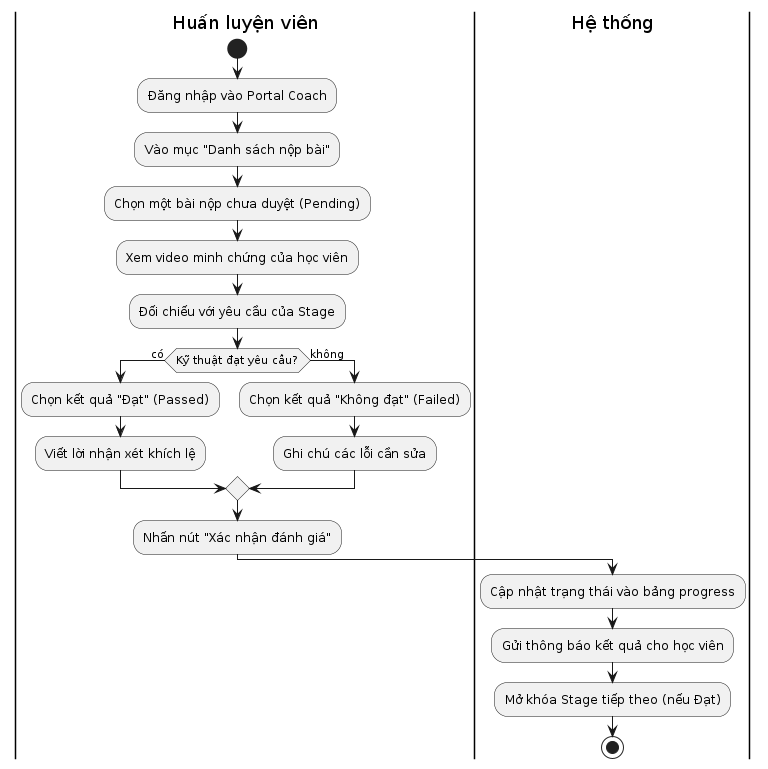 Huấn luyện viên
Hệ thống
Đăng nhập vào Portal Coach
Vào mục "Danh sách nộp bài"
Chọn một bài nộp chưa duyệt (Pending)
Xem video minh chứng của học viên
Đối chiếu với yêu cầu của Stage
có
Kỹ thuật đạt yêu cầu?
không
Chọn kết quả "Đạt" (Passed)
Chọn kết quả "Không đạt" (Failed)
Viết lời nhận xét khích lệ
Ghi chú các lỗi cần sửa
Nhấn nút "Xác nhận đánh giá"
Cập nhật trạng thái vào bảng progress
Gửi thông báo kết quả cho học viên
Mở khóa Stage tiếp theo (nếu Đạt)